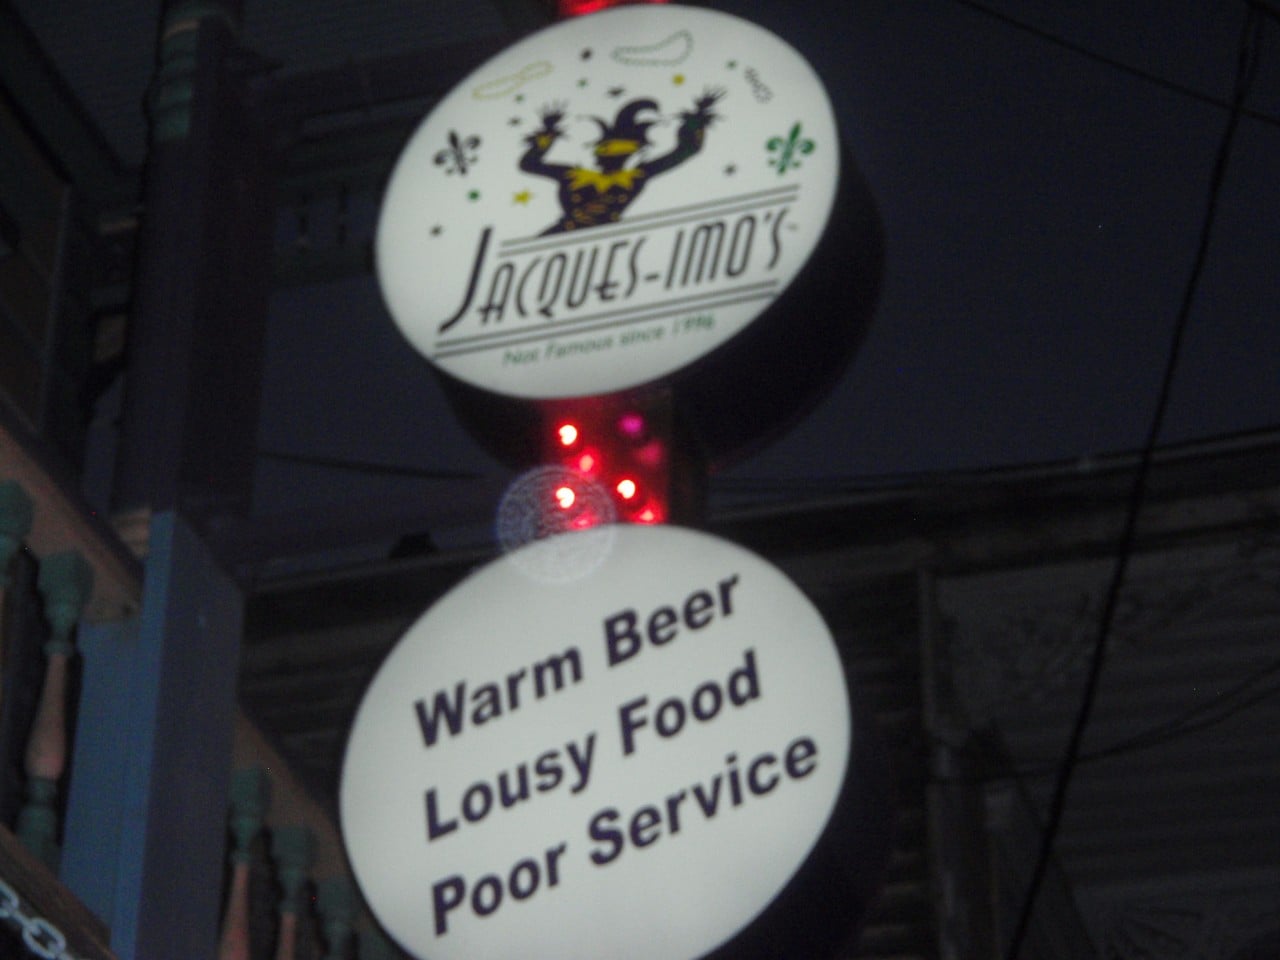 JACQUES-IMO'S
Not Famous since 1996
Warm Beer
Lousy Food
Poor Service